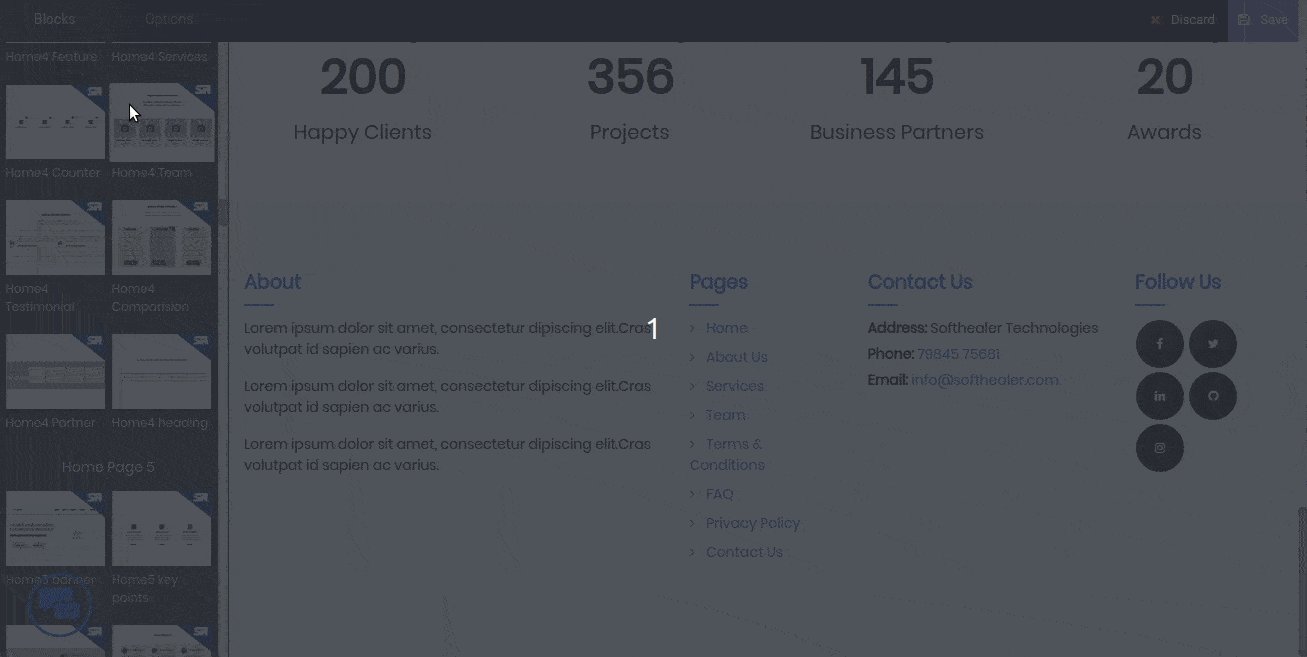 Blocks Options Discard Save
Home4 Feature Home4 Services
Home4 Counter Home4 Team
Home4 Testimonial Home4 Comparision
Home4 Partner Home4 heading
Home Page 5
Home5 banner Home5 key points
200 356 145 20
Happy Clients Projects Business Partners Awards
About
Lorem ipsum dolor sit amet, consectetur dipiscing elit.Cras
volutpat id sapien ac varius.
Lorem ipsum dolor sit amet, consectetur dipiscing elit.Cras
volutpat id sapien ac varius.
Lorem ipsum dolor sit amet, consectetur dipiscing elit.Cras
volutpat id sapien ac varius.
1
Pages
Home
About Us
Services
Team
Terms &
Conditions
FAQ
Privacy Policy
Contact Us
Contact Us
Address: Softhealer Technologies
Phone: 79845 75681
Email: info@softhealer.com
Follow Us